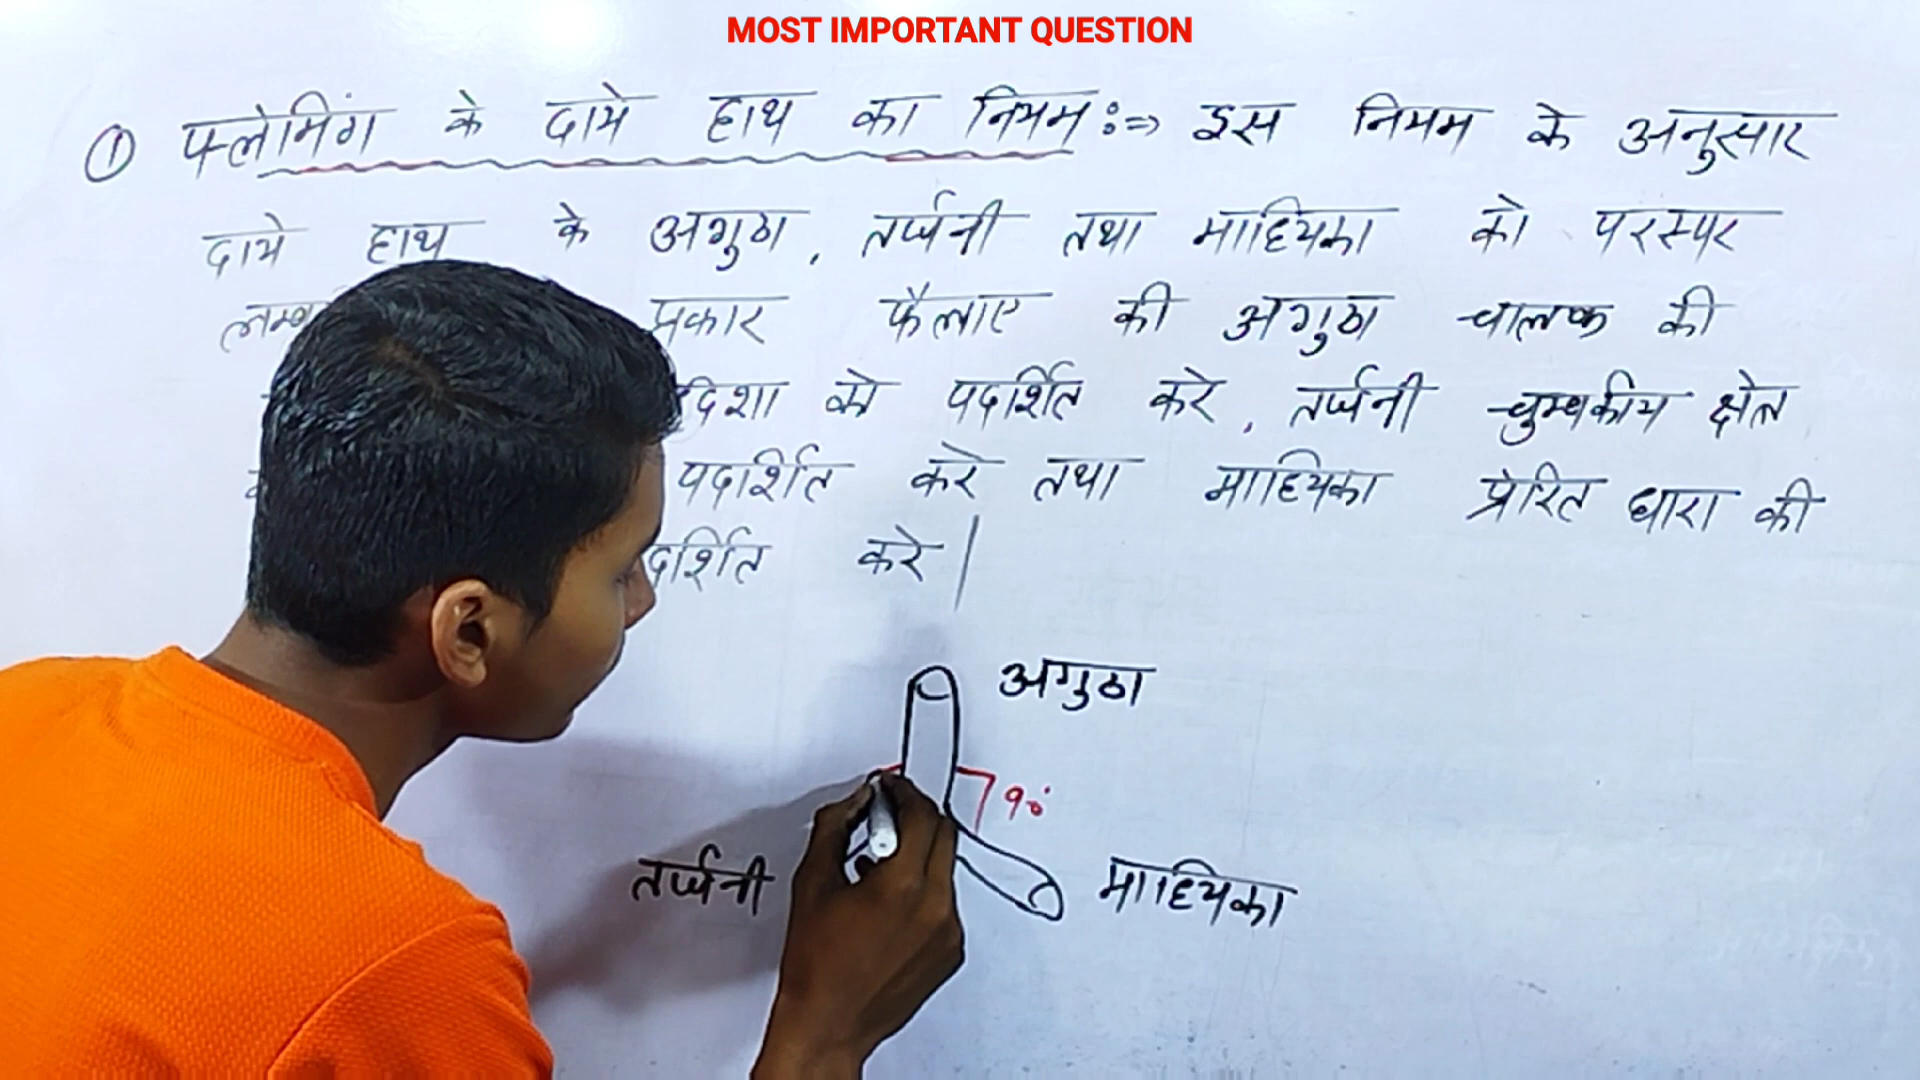 MOST IMPORTANT QUESTION
① फ्लेमिंग के दाये हाथ का नियम :⇒ इस नियम के अनुसार
दाये हाथ के अगुठा, तर्जनी तथा माध्यिका को परस्पर
प्रकार फैलाए की अगुठा चालक की
दिशा को पदर्शित करे, तर्जनी चुम्बकीय क्षेत
पदर्शित करे तथा माध्यिका प्रेरित धारा की
दर्शित करे।
अगुठा
90°
तर्जनी माध्यिका